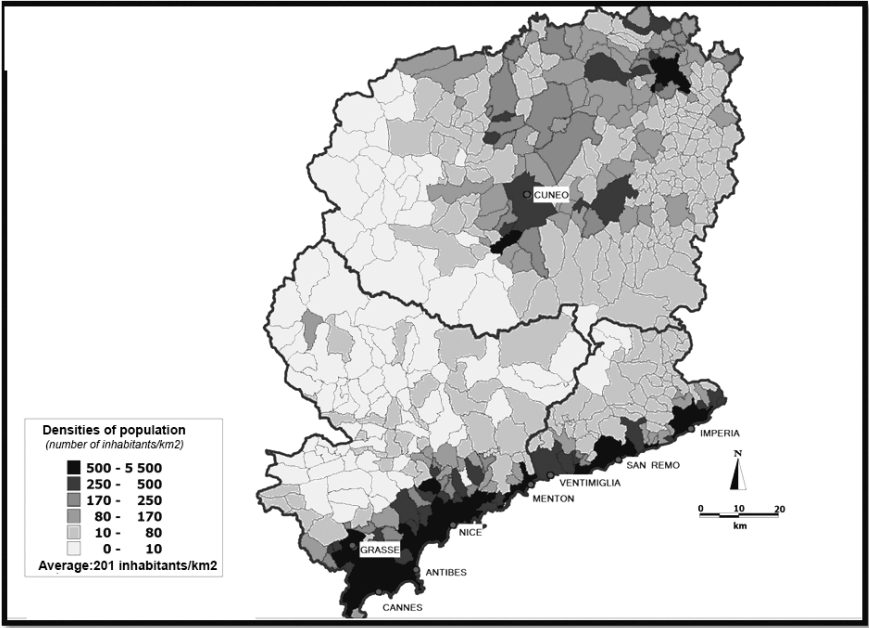 CUNEO
IMPERIA
SAN REMO
VENTIMIGLIA
MENTON
NICE
GRASSE
ANTIBES
CANNES
Densities of population
(number of inhabitants/km2)
500 - 5 500
250 - 500
170 - 250
80 - 170
10 - 80
0 - 10
Average:201 inhabitants/km2
N
0 10 20
km